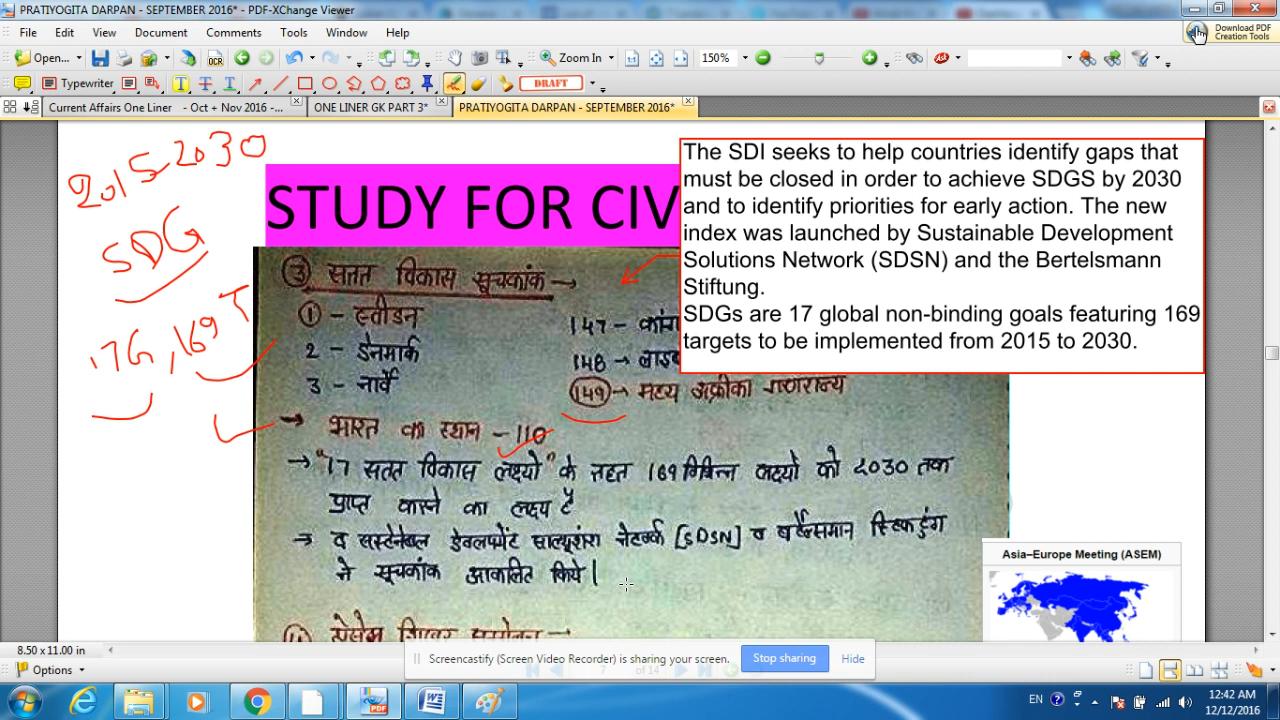 PRATIYOGITA DARPAN - SEPTEMBER 2016* - PDF-XChange Viewer
File Edit View Document Comments Tools Window Help
Download PDF
Creation Tools
Open... OCR Zoom In 150%
Typewriter DRAFT
Current Affairs One Liner - Oct + Nov 2016 -... ONE LINER GK PART 3* PRATIYOGITA DARPAN - SEPTEMBER 2016*
2015-2030
SDG
17G, 169 T
STUDY FOR CIV
The SDI seeks to help countries identify gaps that
must be closed in order to achieve SDGS by 2030
and to identify priorities for early action. The new
index was launched by Sustainable Development
Solutions Network (SDSN) and the Bertelsmann
Stiftung.
SDGs are 17 global non-binding goals featuring 169
targets to be implemented from 2015 to 2030.
③ सतत विकास सूचकांक →
① - स्वीडन
2 - डेनमार्क
3 - नार्वे
147 - कांग
148 → लाइ
149 → मध्य अफ्रीका गणराज्य
→ भारत का स्थान - 110
→ "17 सतत विकास लक्ष्यो" के तहत 169 विभिन्न लक्ष्यो को 2030 तक
प्राप्त करने का लक्ष्य है
→ द सस्टेनेबल डेवलपमेंट साल्यूशंस नेटवर्क [SDSN] व बर्टेल्समान
ने सूचकांक आकलित किये |
Asia–Europe Meeting (ASEM)
8.50 x 11.00 in
Options
7 of 14
Screencastify (Screen Video Recorder) is sharing your screen. Stop sharing Hide
EN 12:42 AM
12/12/2016